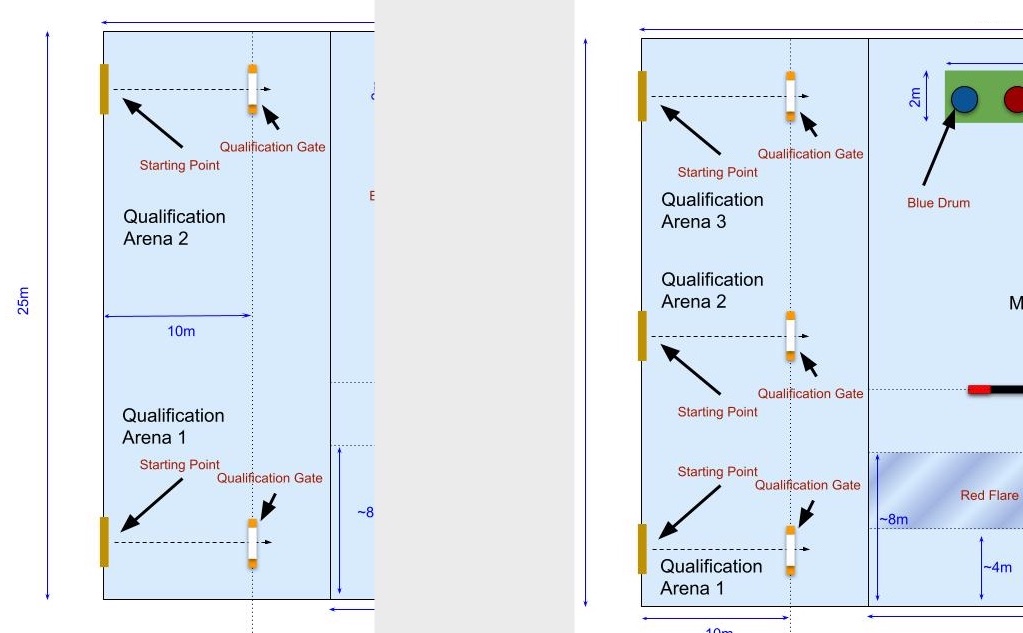 Qualification Gate
Starting Point
Qualification
Arena 2
25m
10m
Qualification
Arena 1
Starting Point
Qualification Gate
~8
2m
Qualification Gate
Starting Point
Blue Drum
Qualification
Arena 3
Qualification
Arena 2
M
Qualification Gate
Starting Point
Starting Point
Qualification Gate
Red Flare
~8m
~4m
Qualification
Arena 1
10m